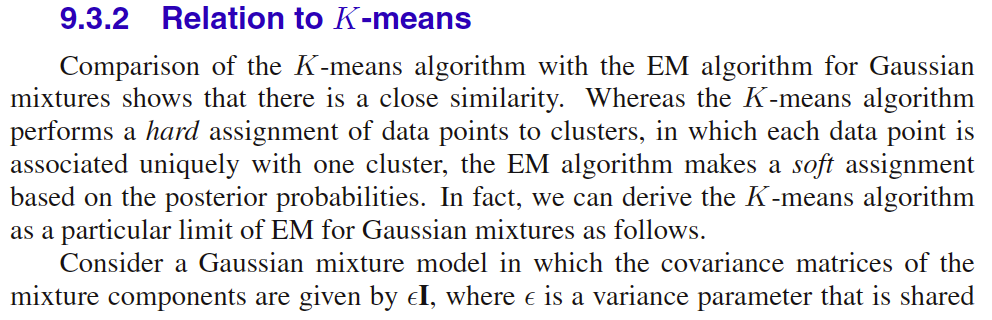 9.3.2 Relation to K-means
Comparison of the K-means algorithm with the EM algorithm for Gaussian
mixtures shows that there is a close similarity. Whereas the K-means algorithm
performs a hard assignment of data points to clusters, in which each data point is
associated uniquely with one cluster, the EM algorithm makes a soft assignment
based on the posterior probabilities. In fact, we can derive the K-means algorithm
as a particular limit of EM for Gaussian mixtures as follows.
Consider a Gaussian mixture model in which the covariance matrices of the
mixture components are given by ϵI, where ϵ is a variance parameter that is shared